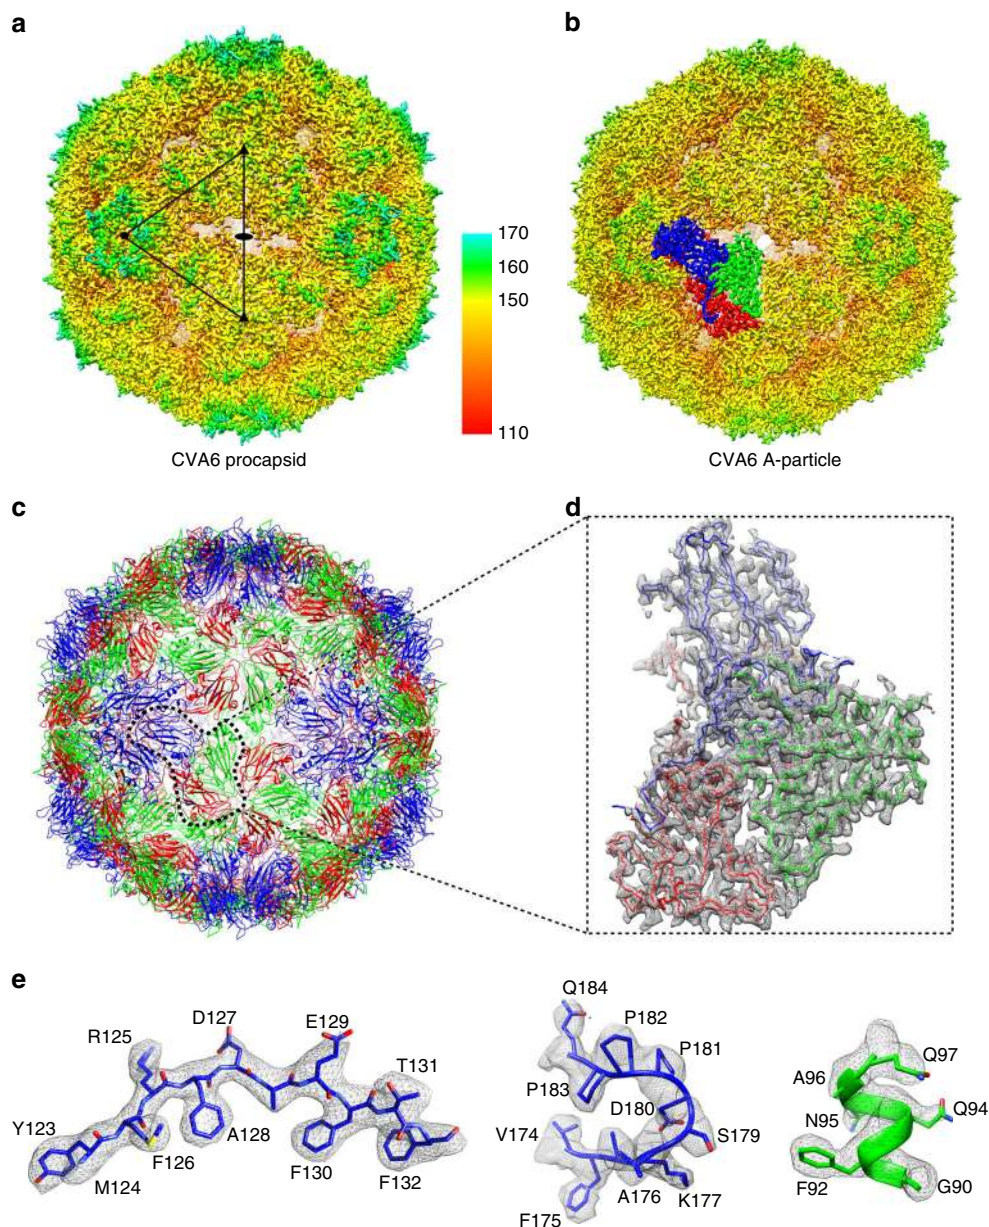 a
b
170
160
150
110
CVA6 procapsid
CVA6 A-particle
c
d
e
D127
E129
R125
T131
Y123
A128
F126
F130
M124
F132
Q184
P182
P181
P183
D180
V174
S179
A176
K177
F175
Q97
A96
Q94
N95
F92
G90